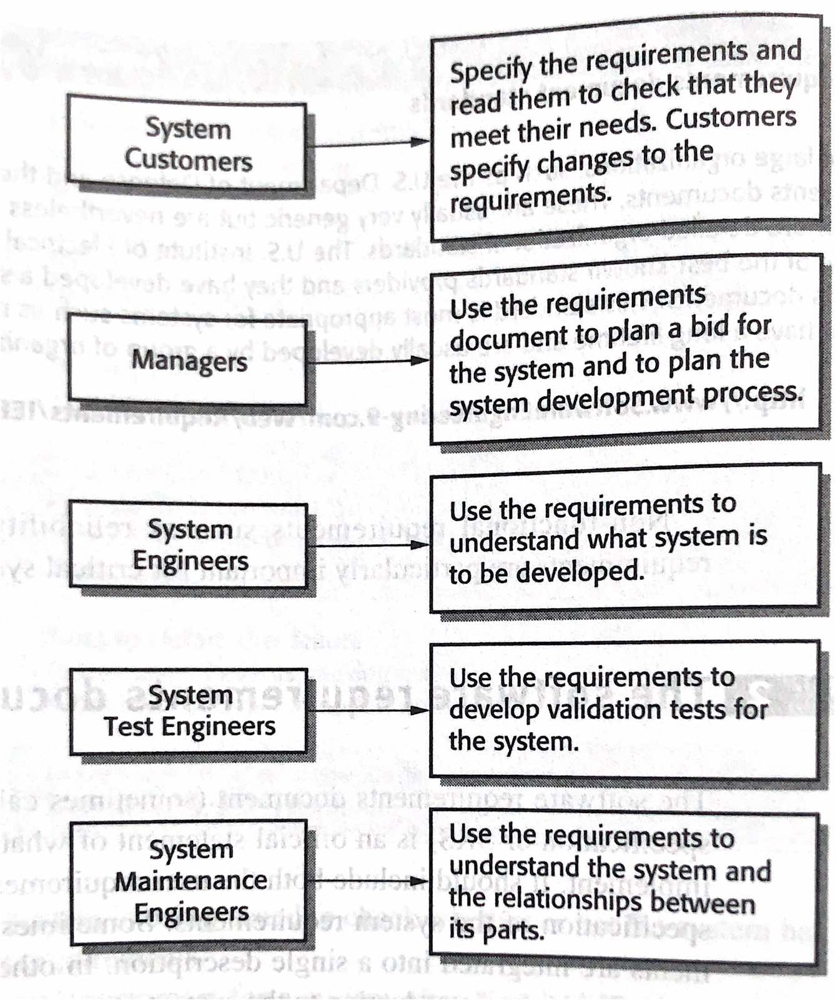 System
Customers
Specify the requirements and
read them to check that they
meet their needs. Customers
specify changes to the
requirements.
Managers
Use the requirements
document to plan a bid for
the system and to plan the
system development process.
System
Engineers
Use the requirements to
understand what system is
to be developed.
System
Test Engineers
Use the requirements to
develop validation tests for
the system.
System
Maintenance
Engineers
Use the requirements to
understand the system and
the relationships between
its parts.